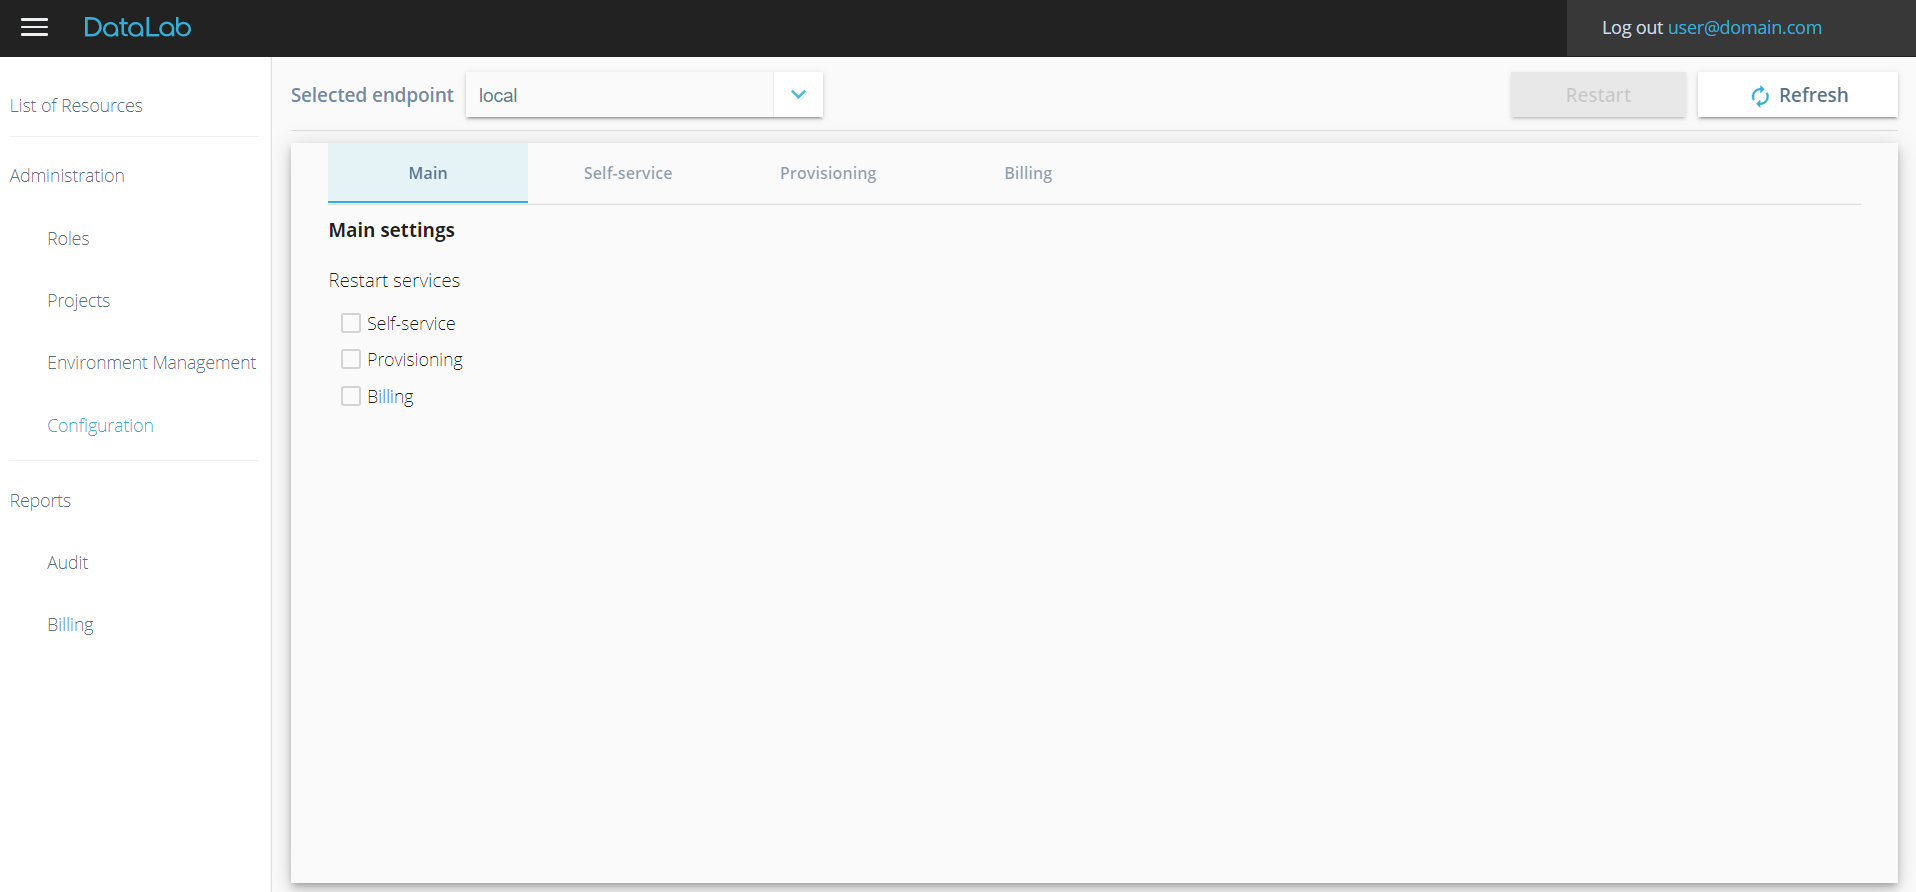 DataLab
Log out user@domain.com
List of Resources
Administration
Roles
Projects
Environment Management
Configuration
Reports
Audit
Billing
Selected endpoint
local
Restart
Refresh
Main
Self-service
Provisioning
Billing
Main settings
Restart services
Self-service
Provisioning
Billing